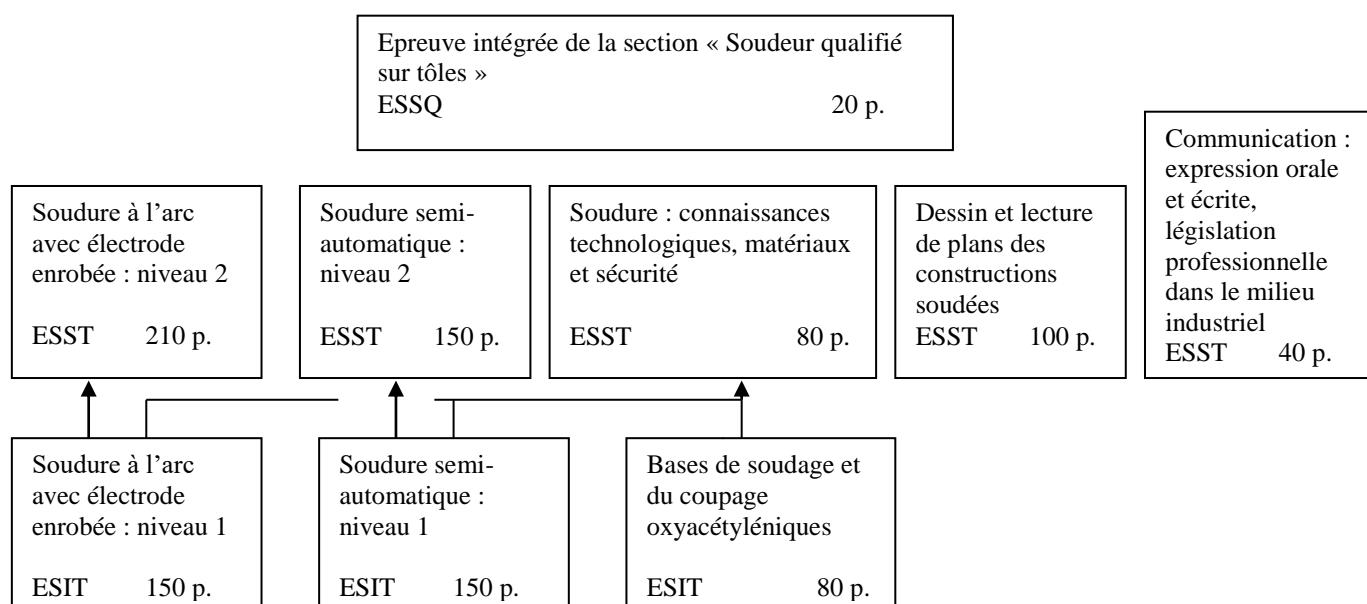 Epreuve intégrée de la section « Soudeur qualifié
sur tôles »
ESSQ 20 p.
Soudure à l’arc
avec électrode
enrobée : niveau 2
ESST 210 p.
Soudure semi-
automatique :
niveau 2
ESST 150 p.
Soudure : connaissances
technologiques, matériaux
et sécurité
ESST 80 p.
Dessin et lecture
de plans des
constructions
soudées
ESST 100 p.
Communication :
expression orale
et écrite,
législation
professionnelle
dans le milieu
industriel
ESST 40 p.
Soudure à l’arc
avec électrode
enrobée : niveau 1
ESIT 150 p.
Soudure semi-
automatique :
niveau 1
ESIT 150 p.
Bases de soudage et
du coupage
oxyacétyléniques
ESIT 80 p.